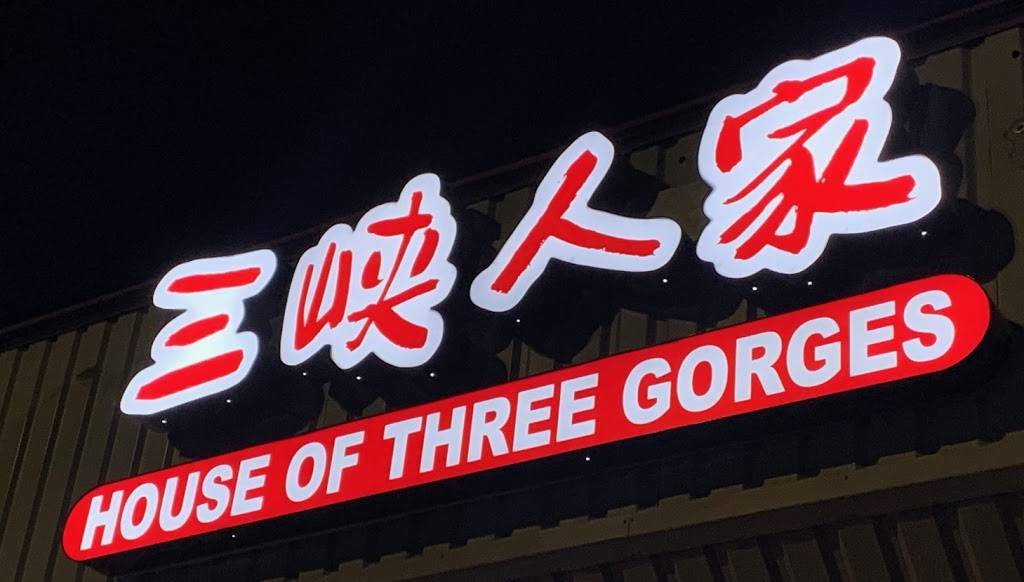 三峡人家
HOUSE OF THREE GORGES